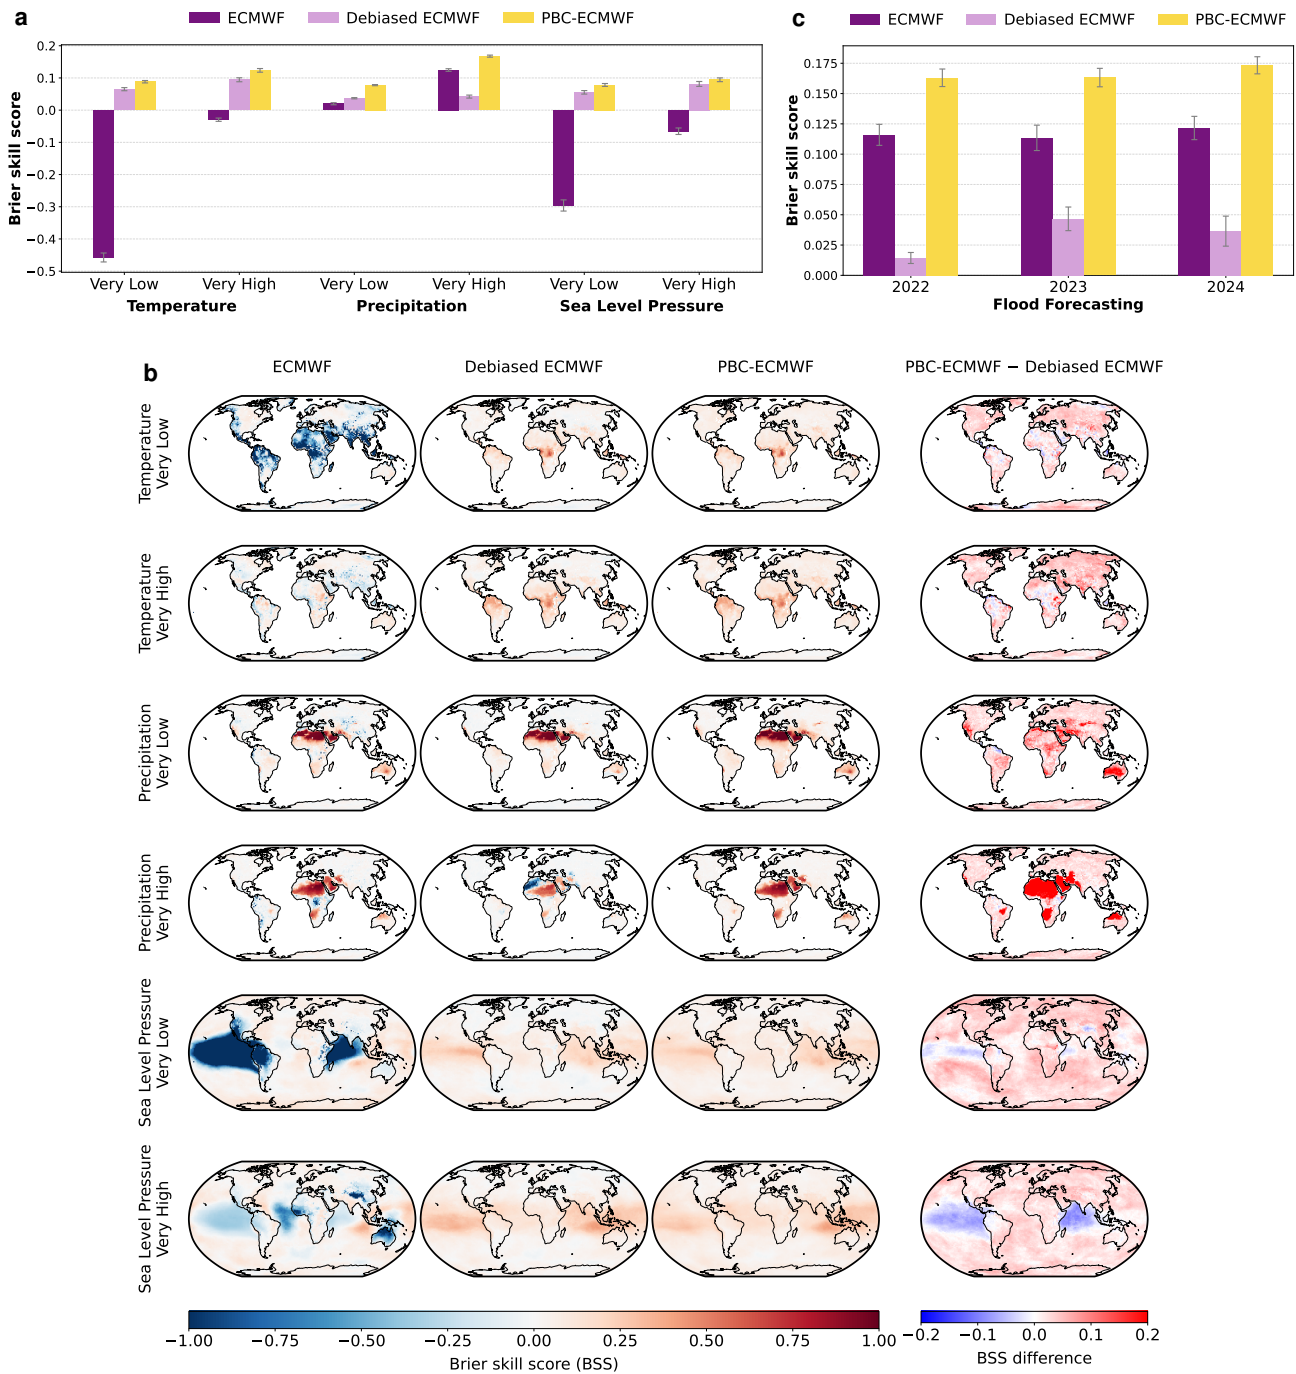 a
ECMWF
Debiased ECMWF
PBC-ECMWF
Brier skill score
0.2
0.1
0.0
−0.1
−0.2
−0.3
−0.4
−0.5
Very Low
Very High
Very Low
Very High
Very Low
Very High
Temperature
Precipitation
Sea Level Pressure
c
ECMWF
Debiased ECMWF
PBC-ECMWF
Brier skill score
0.175
0.150
0.125
0.100
0.075
0.050
0.025
0.000
2022
2023
2024
Flood Forecasting
b
ECMWF
Debiased ECMWF
PBC-ECMWF
PBC-ECMWF − Debiased ECMWF
Temperature
Very Low
Temperature
Very High
Precipitation
Very Low
Precipitation
Very High
Sea Level Pressure
Very Low
Sea Level Pressure
Very High
−1.00
−0.75
−0.50
−0.25
0.00
0.25
0.50
0.75
1.00
Brier skill score (BSS)
−0.2
−0.1
0.0
0.1
0.2
BSS difference